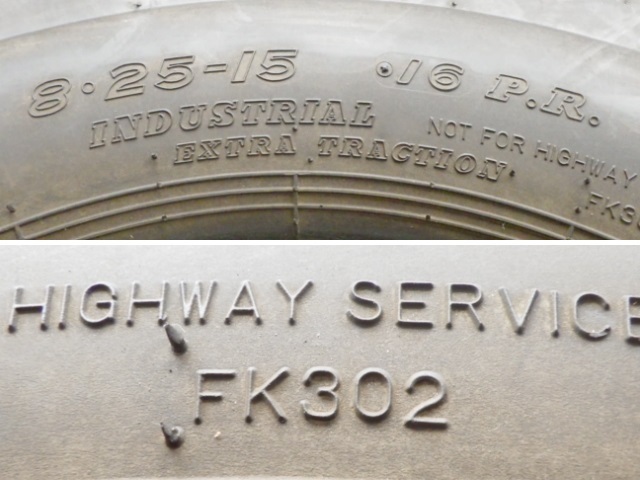 8·25-15 ·16 P.R.
INDUSTRIAL
EXTRA TRACTION
NOT FOR HIGHWAY
HIGHWAY SERVICE
FK302